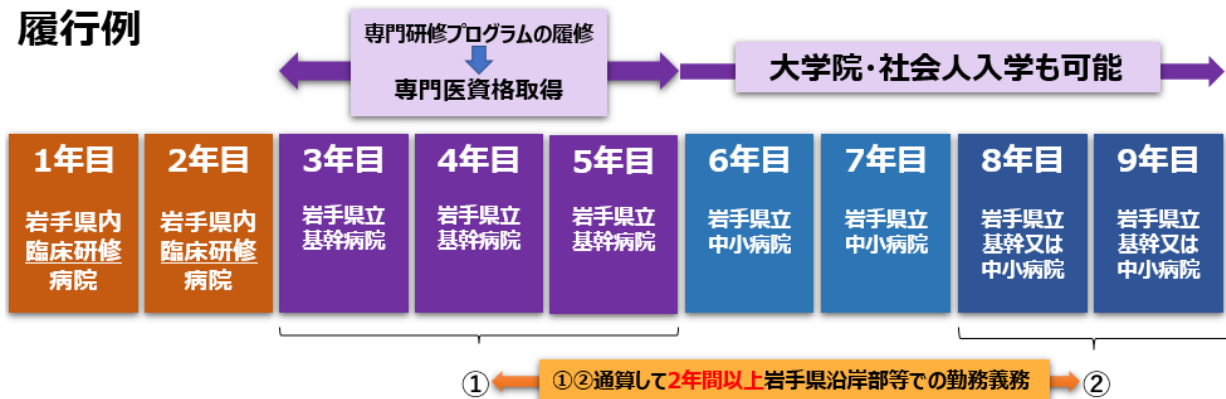 履行例
専門研修プログラムの履修
専門医資格取得
大学院・社会人入学も可能
1年目
岩手県内
臨床研修
病院
2年目
岩手県内
臨床研修
病院
3年目
岩手県立
基幹病院
4年目
岩手県立
基幹病院
5年目
岩手県立
基幹病院
6年目
岩手県立
中小病院
7年目
岩手県立
中小病院
8年目
岩手県立
基幹又は
中小病院
9年目
岩手県立
基幹又は
中小病院
①
①②通算して2年間以上岩手県沿岸部等での勤務義務
②